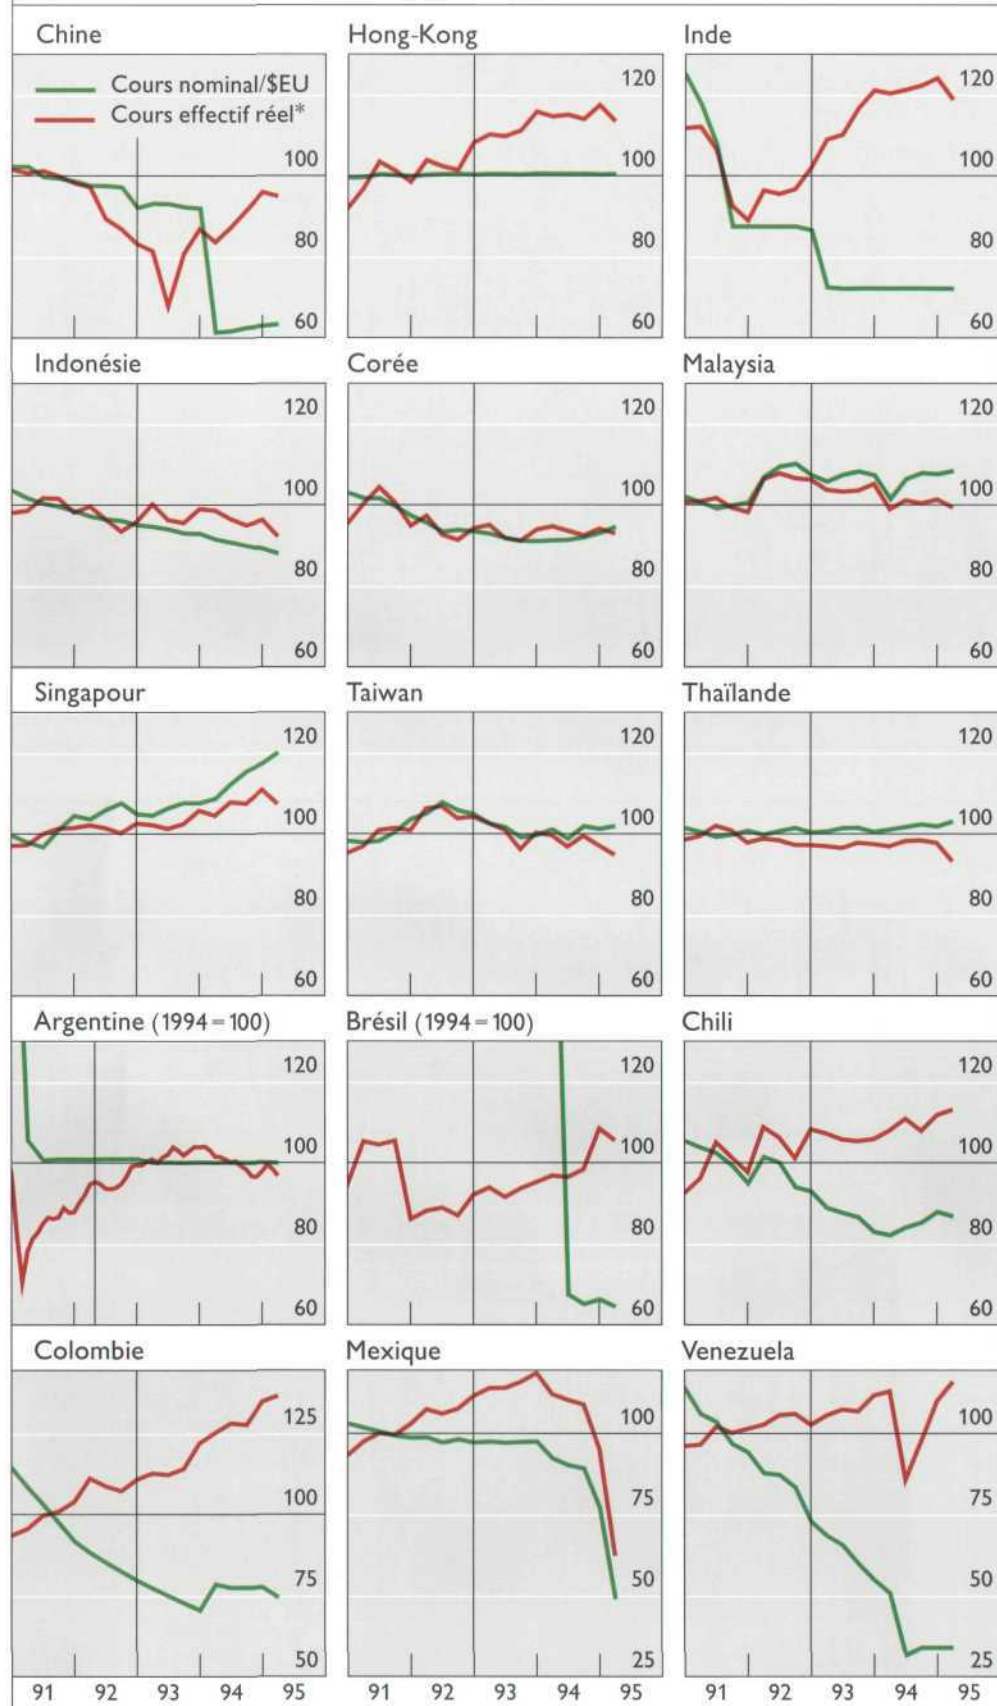 Chine Hong-Kong Inde
Cours nominal/$EU
Cours effectif réel*
120 120
100 100 100
80 80 80
60 60 60
Indonésie Corée Malaysia
120 120 120
100 100 100
80 80 80
60 60 60
Singapour Taiwan Thaïlande
120 120 120
100 100 100
80 80 80
60 60 60
Argentine (1994=100) Brésil (1994=100) Chili
120 120 120
100 100 100
80 80 80
60 60 60
Colombie Mexique Venezuela
125 100 100
100 75 75
75 50 50
50 25 25
91 92 93 94 95 91 92 93 94 95 91 92 93 94 95